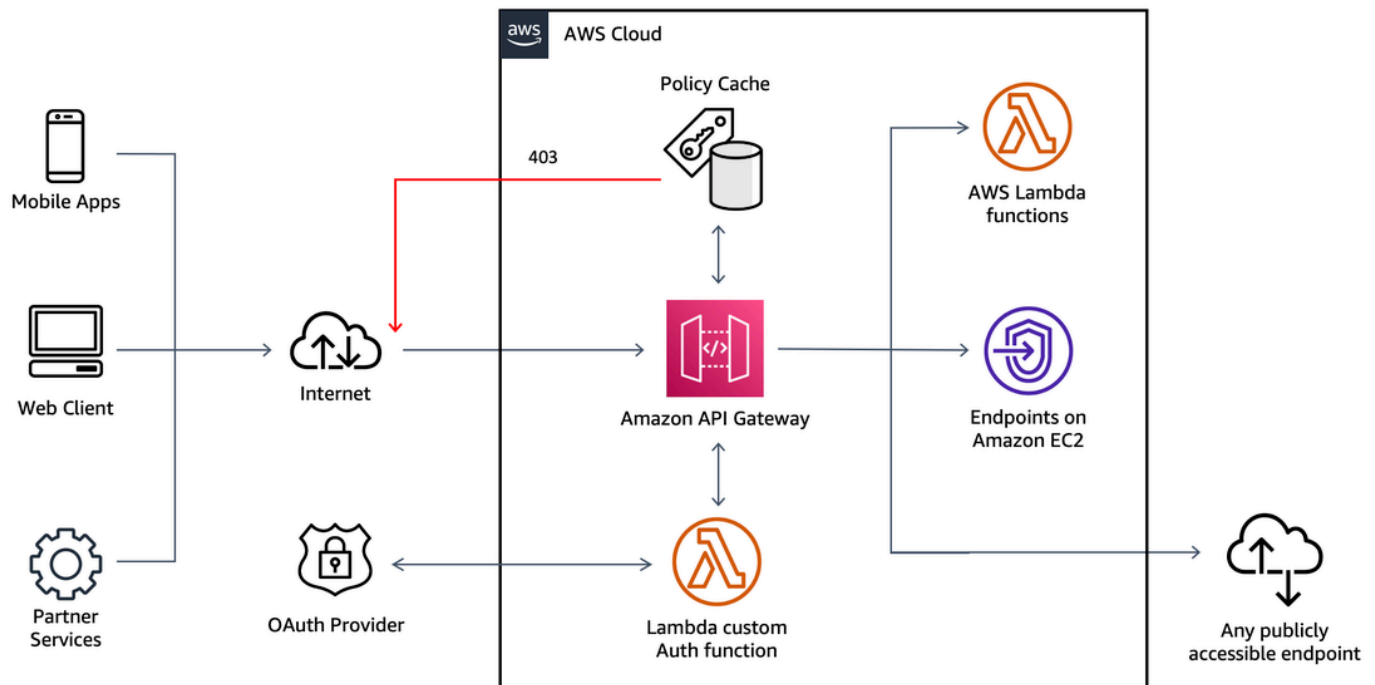 aws
AWS Cloud
Policy Cache
403
Mobile Apps
AWS Lambda
functions
Web Client
Internet
</>
Amazon API Gateway
Endpoints on
Amazon EC2
Partner
Services
OAuth Provider
Lambda custom
Auth function
Any publicly
accessible endpoint